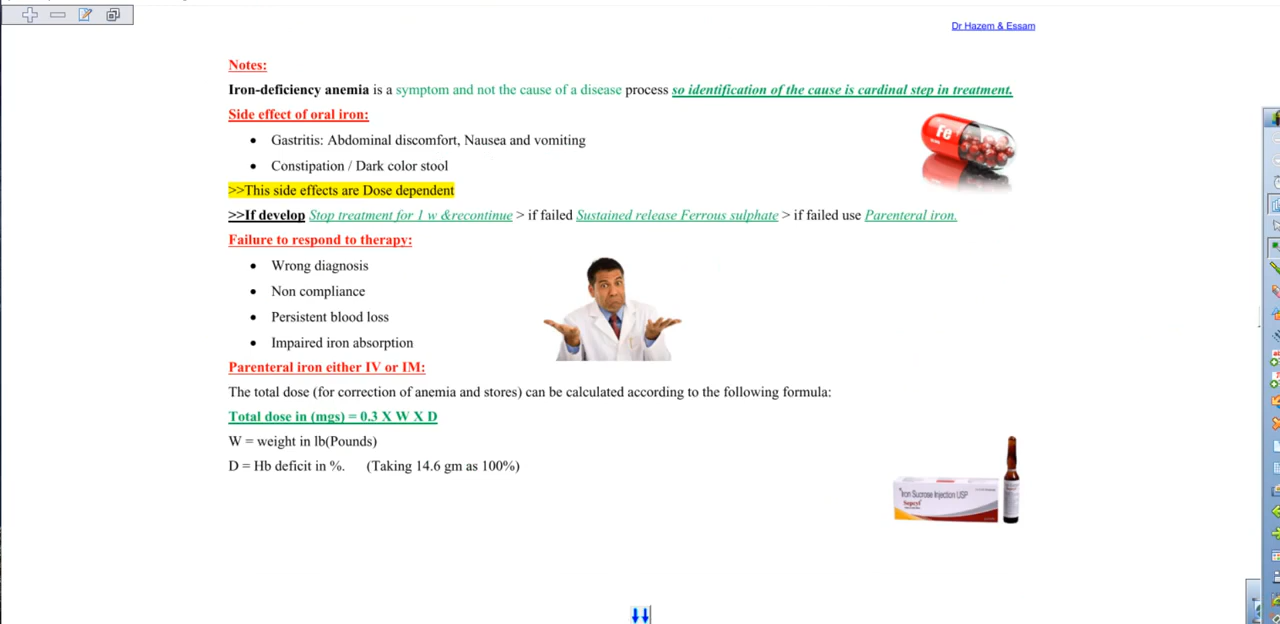 Dr Hazem & Essam
Notes:
Iron-deficiency anemia is a symptom and not the cause of a disease process so identification of the cause is cardinal step in treatment.
Side effect of oral iron:
• Gastritis: Abdominal discomfort, Nausea and vomiting
Fe
• Constipation / Dark color stool
>>This side effects are Dose dependent
>>If develop Stop treatment for 1 w &recontinue > if failed Sustained release Ferrous sulphate > if failed use Parenteral iron.
Failure to respond to therapy:
• Wrong diagnosis
• Non compliance
• Persistent blood loss
• Impaired iron absorption
Parenteral iron either IV or IM:
The total dose (for correction of anemia and stores) can be calculated according to the following formula:
Total dose in (mgs) = 0.3 X W X D
W = weight in lb(Pounds)
D = Hb deficit in %. (Taking 14.6 gm as 100%)
Iron Sucrose Injection USP